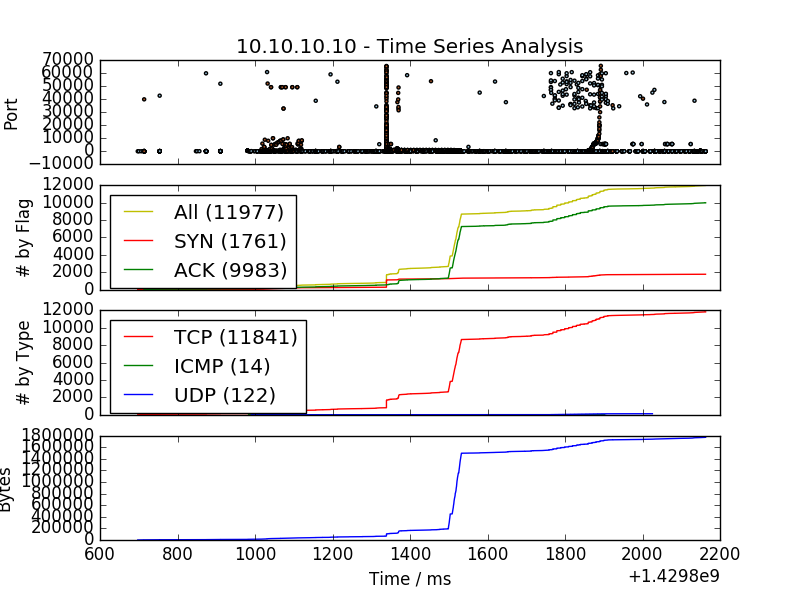 10.10.10.10 - Time Series Analysis
70000
60000
50000
40000
30000
20000
10000
0
−10000
Port
12000
10000
8000
6000
4000
2000
0
# by Flag
All (11977)
SYN (1761)
ACK (9983)
12000
10000
8000
6000
4000
2000
0
# by Type
TCP (11841)
ICMP (14)
UDP (122)
1800000
1600000
1400000
1200000
1000000
800000
600000
400000
200000
0
Bytes
600 800 1000 1200 1400 1600 1800 2000 2200
Time / ms
+1.4298e9